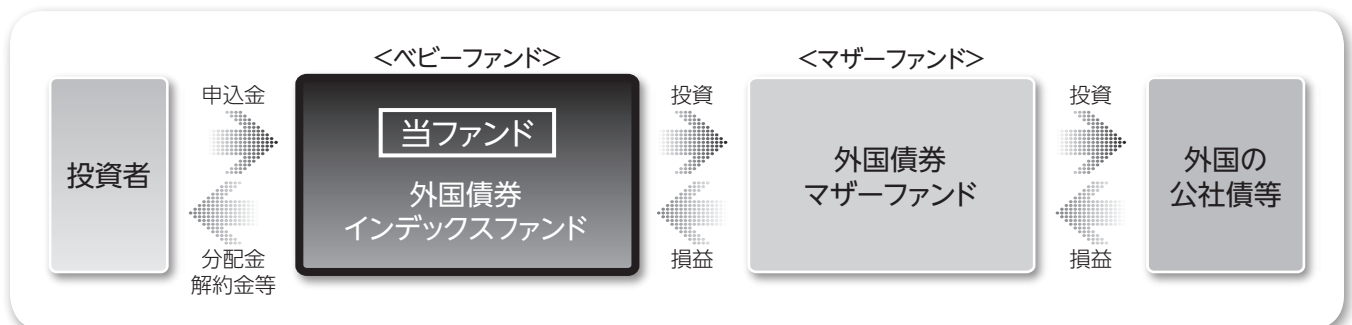 <ベビーファンド>
<マザーファンド>
投資者
申込金
分配金
解約金等
当ファンド
外国債券
インデックスファンド
投資
損益
外国債券
マザーファンド
投資
損益
外国の
公社債等